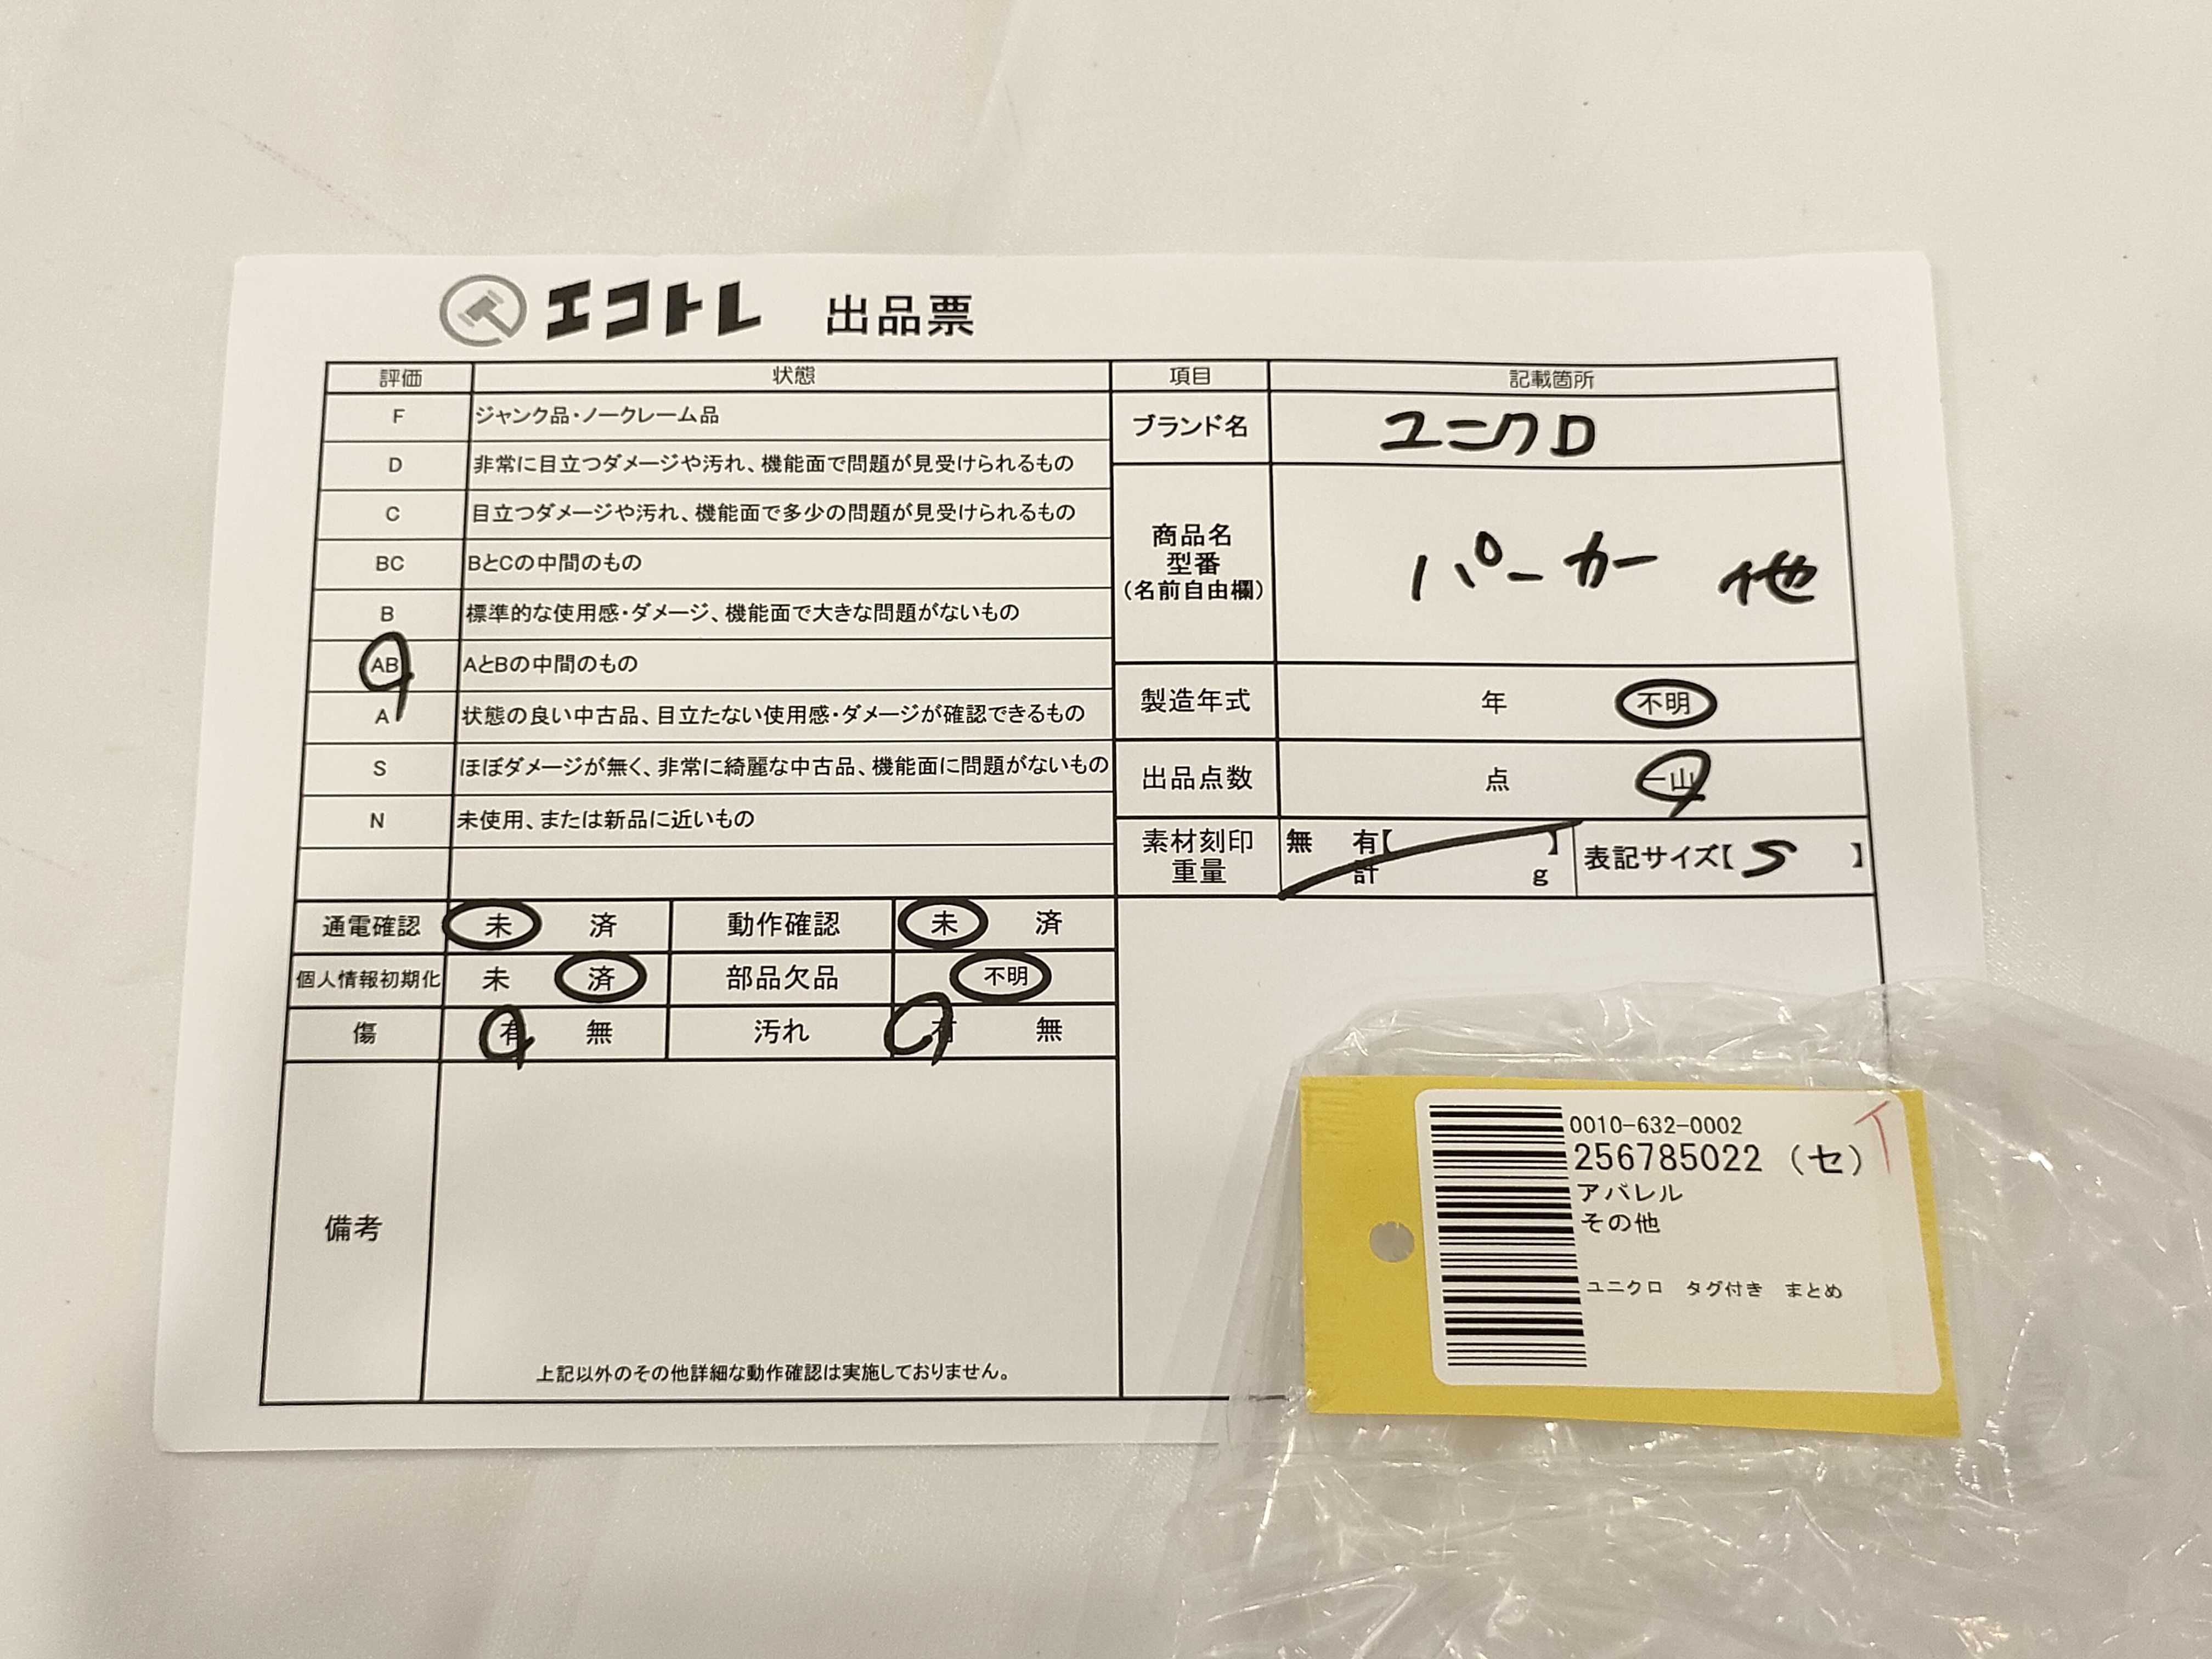 エコトレ 出品票
評価 状態 項目 記載箇所
F ジャンク品・ノークレーム品
D 非常に目立つダメージや汚れ、機能面で問題が見受けられるもの
C 目立つダメージや汚れ、機能面で多少の問題が見受けられるもの
BC BとCの中間のもの
B 標準的な使用感・ダメージ、機能面で大きな問題がないもの
AB AとBの中間のもの
A 状態の良い中古品、目立たない使用感・ダメージが確認できるもの
S ほぼダメージが無く、非常に綺麗な中古品、機能面に問題がないもの
N 未使用、または新品に近いもの
ブランド名 ユニクロ
商品名
型番
(名前自由欄)
パーカー 他
製造年式 年 不明
出品点数 点 一山
素材刻印 無 有【 】
重量 計 g
表記サイズ【S 】
通電確認 未 済 動作確認 未 済
個人情報初期化 未 済 部品欠品 不明
傷 有 無 汚れ 有 無
備考
上記以外のその他詳細な動作確認は実施しておりません。
0010-632-0002
256785022 (セ)
アパレル
その他
ユニクロ タグ付き まとめ
イ